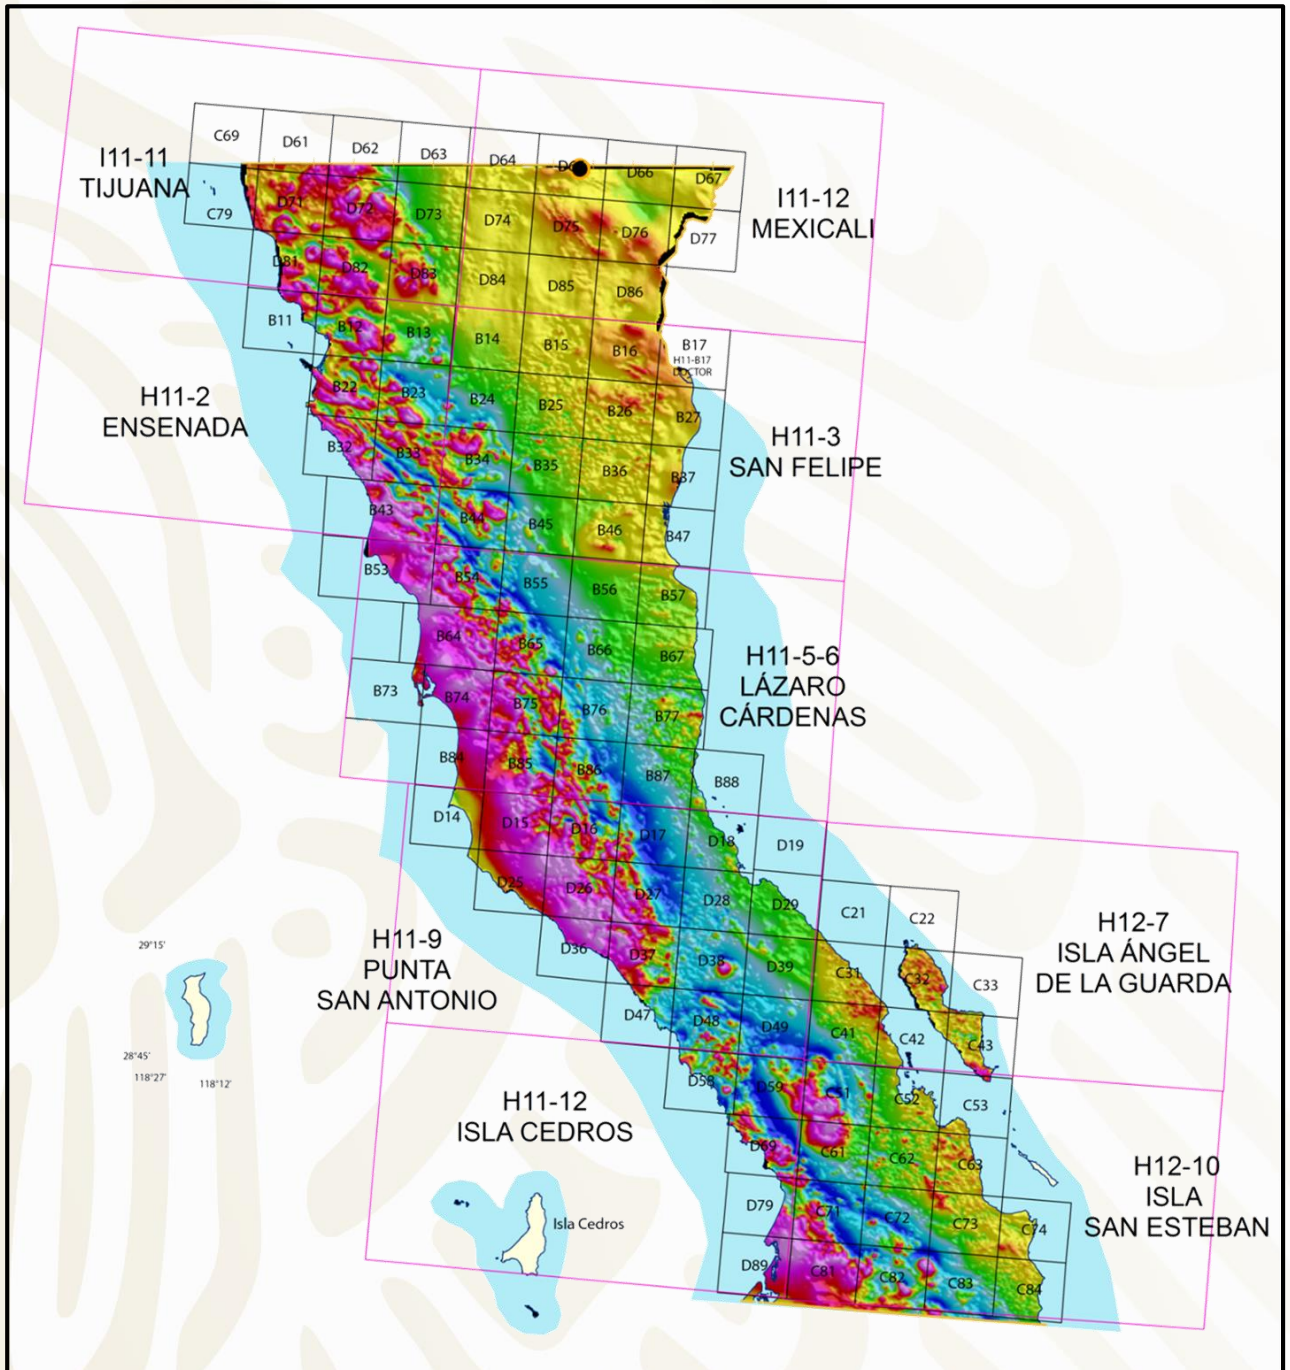 C69
D61
D62
D63
D64
D66
D67
I11-11
TIJUANA
C79
D71
D72
D73
D74
D75
D76
D77
I11-12
MEXICALI
D81
D82
D83
D84
D85
D86
B11
B12
B13
B14
B15
B16
B17
H11-B17
DOCTOR
H11-2
ENSENADA
B22
B23
B24
B25
B26
B27
H11-3
SAN FELIPE
B32
B33
B34
B35
B36
B37
B43
B44
B45
B46
B47
B53
B54
B55
B56
B57
B64
B65
B66
B67
H11-5-6
LÁZARO
CÁRDENAS
B73
B74
B75
B76
B77
B84
B85
B86
B87
B88
D14
D15
D16
D17
D18
D19
D25
D26
D27
D28
D29
C21
C22
H12-7
ISLA ÁNGEL
DE LA GUARDA
29°15'
H11-9
PUNTA
SAN ANTONIO
D36
D37
D38
D39
C31
C32
C33
D47
D48
D49
C41
C42
C43
28°45'
118°27'
118°12'
H11-12
ISLA CEDROS
D58
D59
C51
C52
C53
D69
C61
C62
C63
H12-10
ISLA
SAN ESTEBAN
D79
C71
C72
C73
C74
Isla Cedros
D89
C81
C82
C83
C84